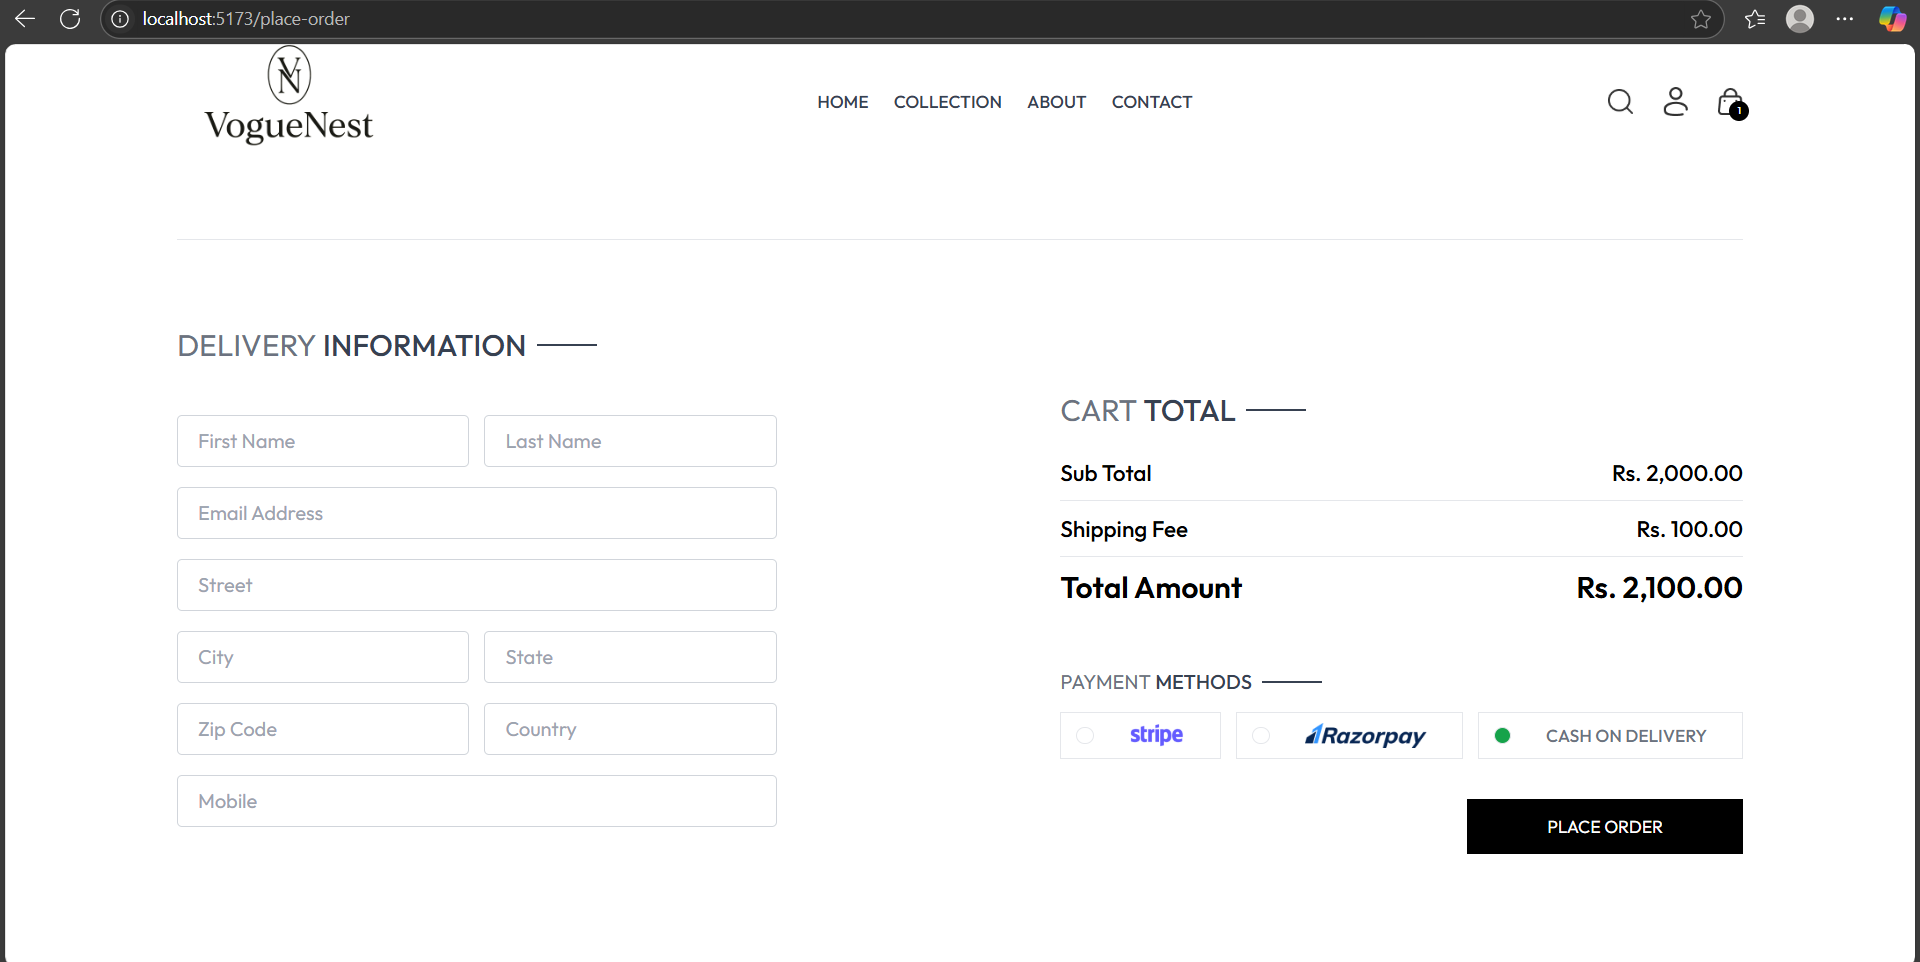 localhost:5173/place-order
VN
VogueNest
HOME COLLECTION ABOUT CONTACT
1
DELIVERY INFORMATION
First Name Last Name
Email Address
Street
City State
Zip Code Country
Mobile
CART TOTAL
Sub Total Rs. 2,000.00
Shipping Fee Rs. 100.00
Total Amount Rs. 2,100.00
PAYMENT METHODS
stripe Razorpay CASH ON DELIVERY
PLACE ORDER